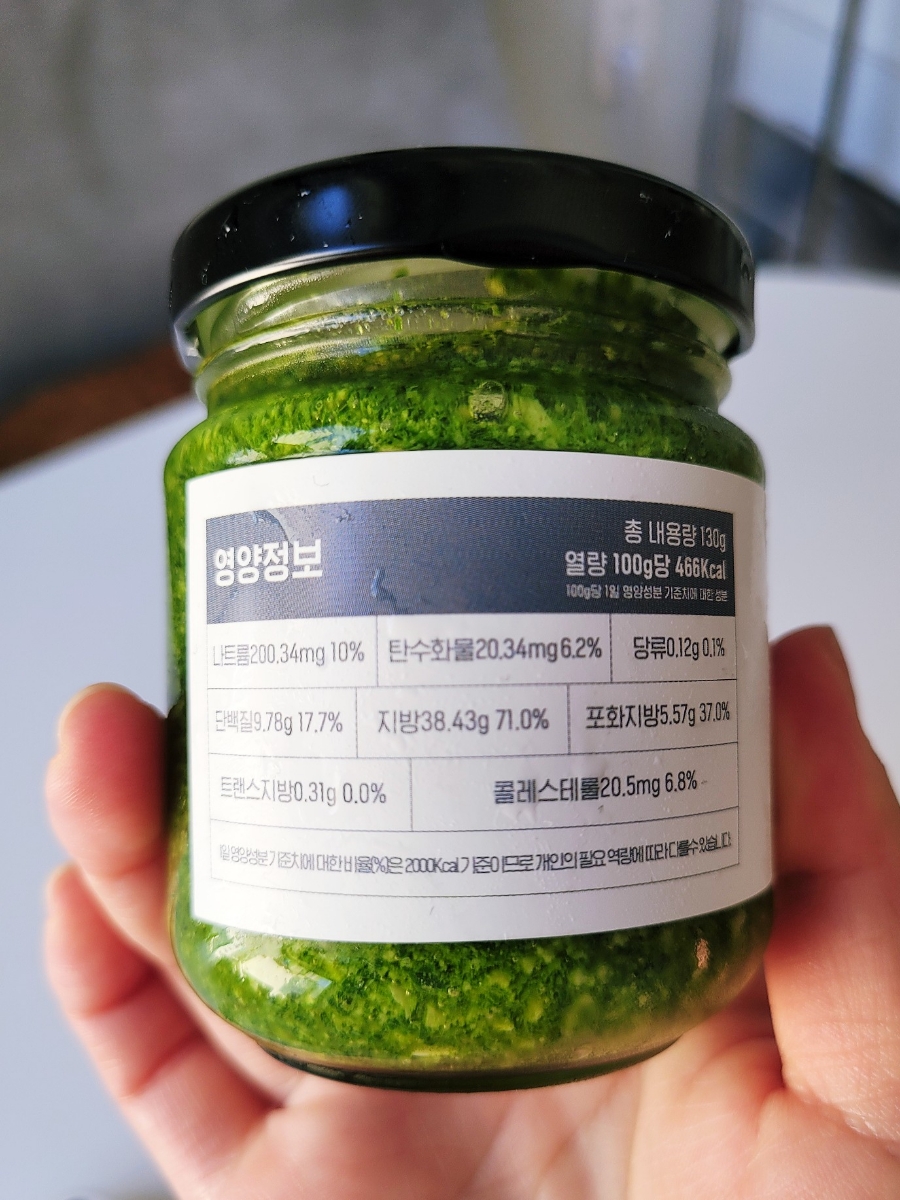 영양정보
총 내용량 130g
열량 100g당 466Kcal
100g당 1일 영양성분 기준치에 대한 성분
나트륨200.34mg 10% 탄수화물20.34mg 6.2% 당류0.12g 0.1%
단백질9.78g 17.7% 지방38.43g 71.0% 포화지방5.57g 37.0%
트랜스지방0.31g 0.0% 콜레스테롤20.5mg 6.8%
1일 영양성분 기준치에 대한 비율(%)은 2000Kcal 기준이므로 개인의 필요 역량에 따라 다를수 있습니다.